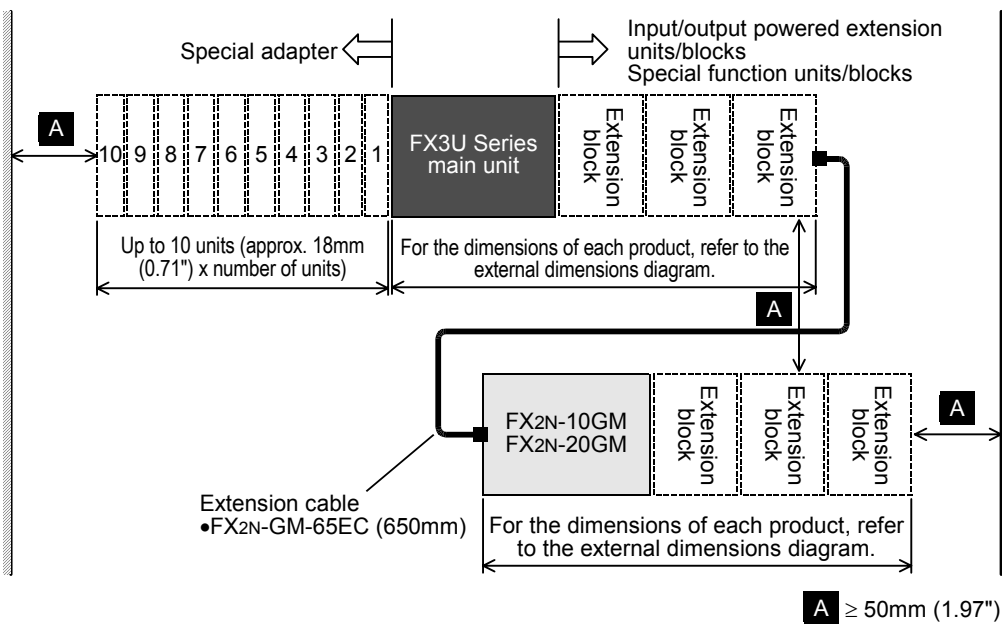 Special adapter
Input/output powered extension
units/blocks
Special function units/blocks
A
10 9 8 7 6 5 4 3 2 1
FX3U Series
main unit
Extension
block
Extension
block
Extension
block
Up to 10 units (approx. 18mm
(0.71") x number of units)
For the dimensions of each product, refer to the
external dimensions diagram.
A
FX2N-10GM
FX2N-20GM
Extension
block
Extension
block
Extension
block
A
Extension cable
•FX2N-GM-65EC (650mm)
For the dimensions of each product, refer
to the external dimensions diagram.
A ≥ 50mm (1.97")